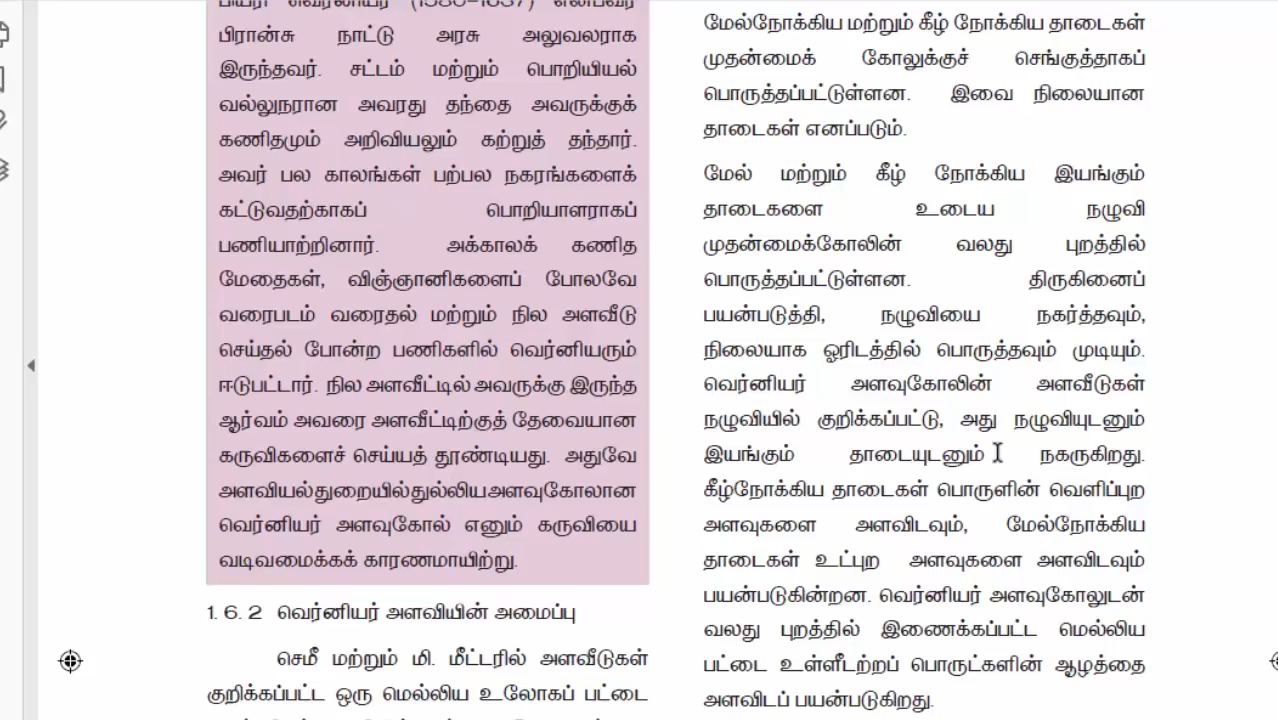 பியரி வெர்னியர் (1580–1637) என்பவர்
பிரான்சு நாட்டு அரசு அலுவலராக
இருந்தவர். சட்டம் மற்றும் பொறியியல்
வல்லுநரான அவரது தந்தை அவருக்குக்
கணிதமும் அறிவியலும் கற்றுத் தந்தார்.
அவர் பல காலங்கள் பற்பல நகரங்களைக்
கட்டுவதற்காகப் பொறியாளராகப்
பணியாற்றினார். அக்காலக் கணித
மேதைகள், விஞ்ஞானிகளைப் போலவே
வரைபடம் வரைதல் மற்றும் நில அளவீடு
செய்தல் போன்ற பணிகளில் வெர்னியரும்
ஈடுபட்டார். நில அளவீட்டில் அவருக்கு இருந்த
ஆர்வம் அவரை அளவீட்டிற்குத் தேவையான
கருவிகளைச் செய்யத் தூண்டியது. அதுவே
அளவியல்துறையில்துல்லியஅளவுகோலான
வெர்னியர் அளவுகோல் எனும் கருவியை
வடிவமைக்கக் காரணமாயிற்று.
1. 6. 2 வெர்னியர் அளவியின் அமைப்பு
செமீ மற்றும் மி. மீட்டரில் அளவீடுகள்
குறிக்கப்பட்ட ஒரு மெல்லிய உலோகப் பட்டை
மேல்நோக்கிய மற்றும் கீழ் நோக்கிய தாடைகள்
முதன்மைக் கோலுக்குச் செங்குத்தாகப்
பொருத்தப்பட்டுள்ளன. இவை நிலையான
தாடைகள் எனப்படும்.
மேல் மற்றும் கீழ் நோக்கிய இயங்கும்
தாடைகளை உடைய நழுவி
முதன்மைக்கோலின் வலது புறத்தில்
பொருத்தப்பட்டுள்ளன. திருகினைப்
பயன்படுத்தி, நழுவியை நகர்த்தவும்,
நிலையாக ஓரிடத்தில் பொருத்தவும் முடியும்.
வெர்னியர் அளவுகோலின் அளவீடுகள்
நழுவியில் குறிக்கப்பட்டு, அது நழுவியுடனும்
இயங்கும் தாடையுடனும் நகருகிறது.
கீழ்நோக்கிய தாடைகள் பொருளின் வெளிப்புற
அளவுகளை அளவிடவும், மேல்நோக்கிய
தாடைகள் உட்புற அளவுகளை அளவிடவும்
பயன்படுகின்றன. வெர்னியர் அளவுகோலுடன்
வலது புறத்தில் இணைக்கப்பட்ட மெல்லிய
பட்டை உள்ளீடற்றப் பொருட்களின் ஆழத்தை
அளவிடப் பயன்படுகிறது.